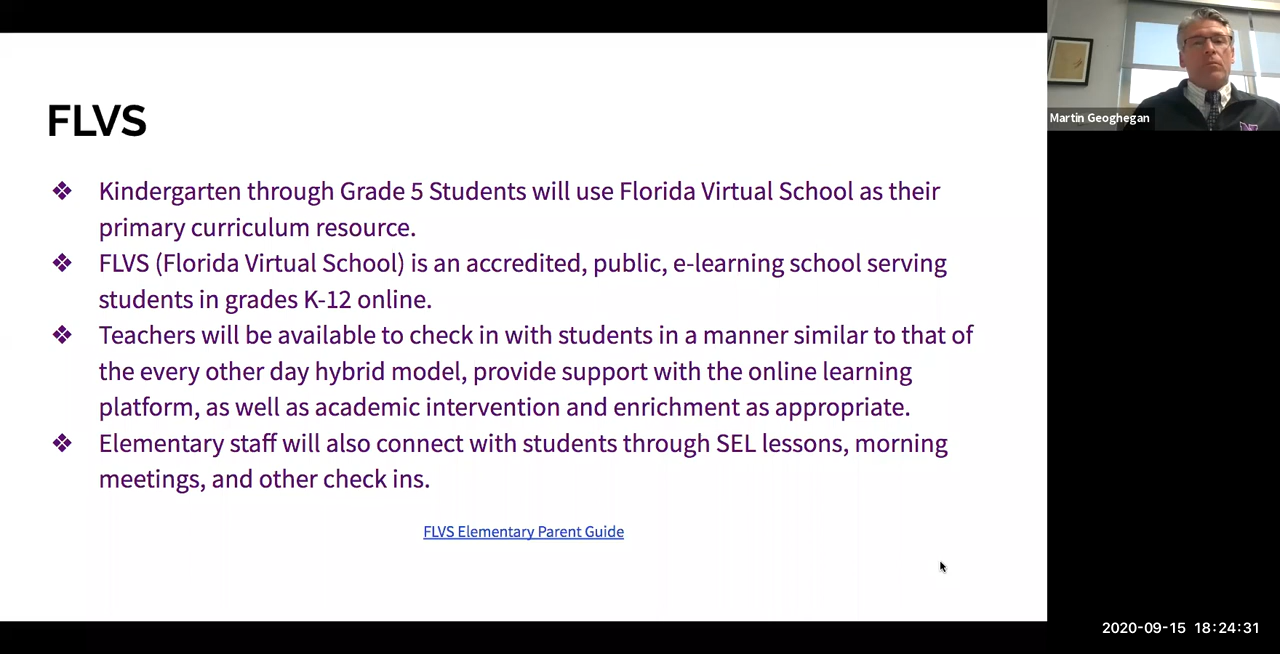 FLVS
❖ Kindergarten through Grade 5 Students will use Florida Virtual School as their
primary curriculum resource.
❖ FLVS (Florida Virtual School) is an accredited, public, e-learning school serving
students in grades K-12 online.
❖ Teachers will be available to check in with students in a manner similar to that of
the every other day hybrid model, provide support with the online learning
platform, as well as academic intervention and enrichment as appropriate.
❖ Elementary staff will also connect with students through SEL lessons, morning
meetings, and other check ins.
FLVS Elementary Parent Guide
Martin Geoghegan
N
2020-09-15 18:24:31